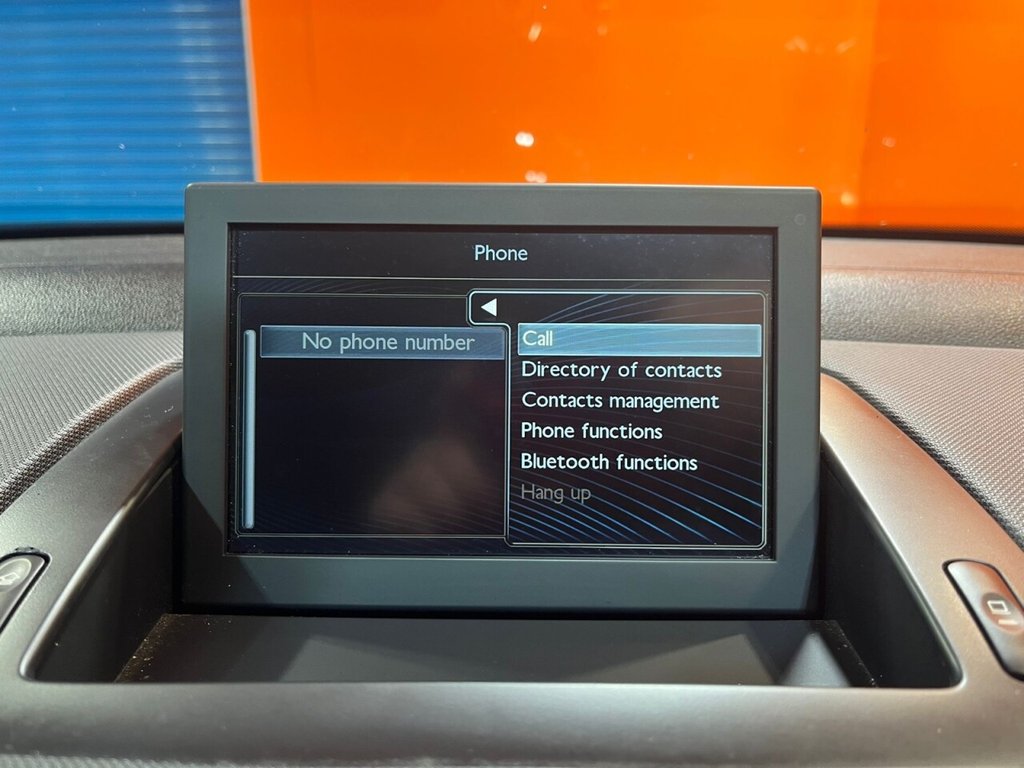 Phone
No phone number
Call
Directory of contacts
Contacts management
Phone functions
Bluetooth functions
Hang up